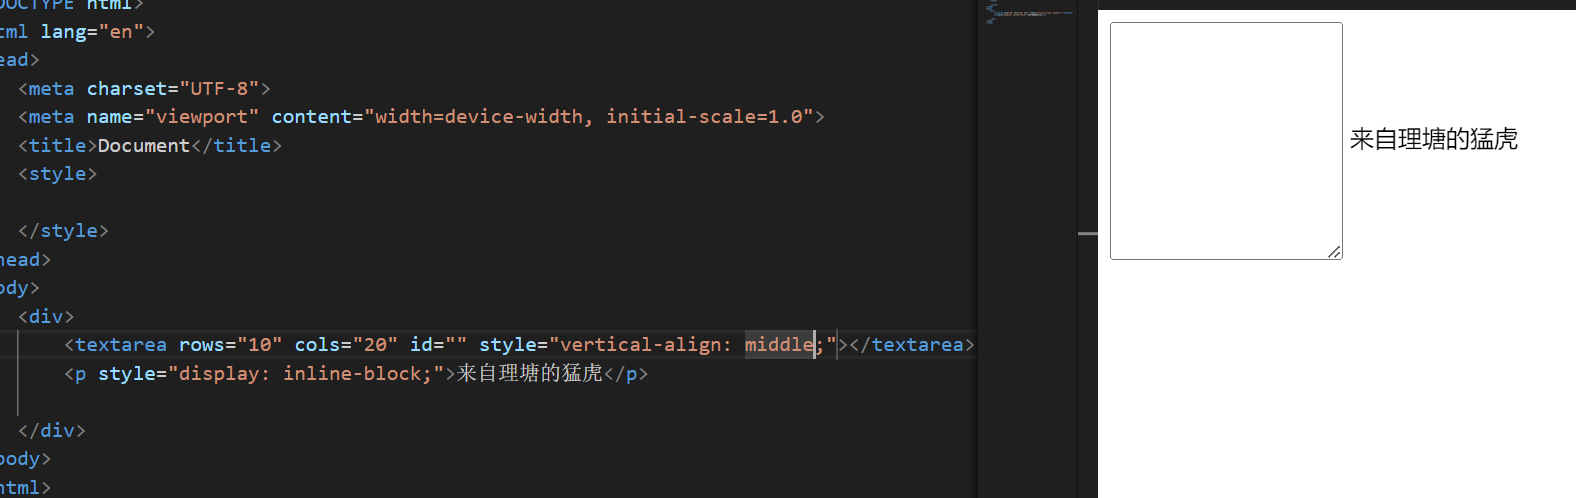 DOCTYPE html>
tml lang="en">
ead>
<meta charset="UTF-8">
<meta name="viewport" content="width=device-width, initial-scale=1.0">
<title>Document</title>
<style>
</style>
head>
ody>
<div>
<textarea rows="10" cols="20" id="" style="vertical-align: middle;"></textarea>
<p style="display: inline-block;">来自理塘的猛虎</p>
</div>
body>
html>
来自理塘的猛虎